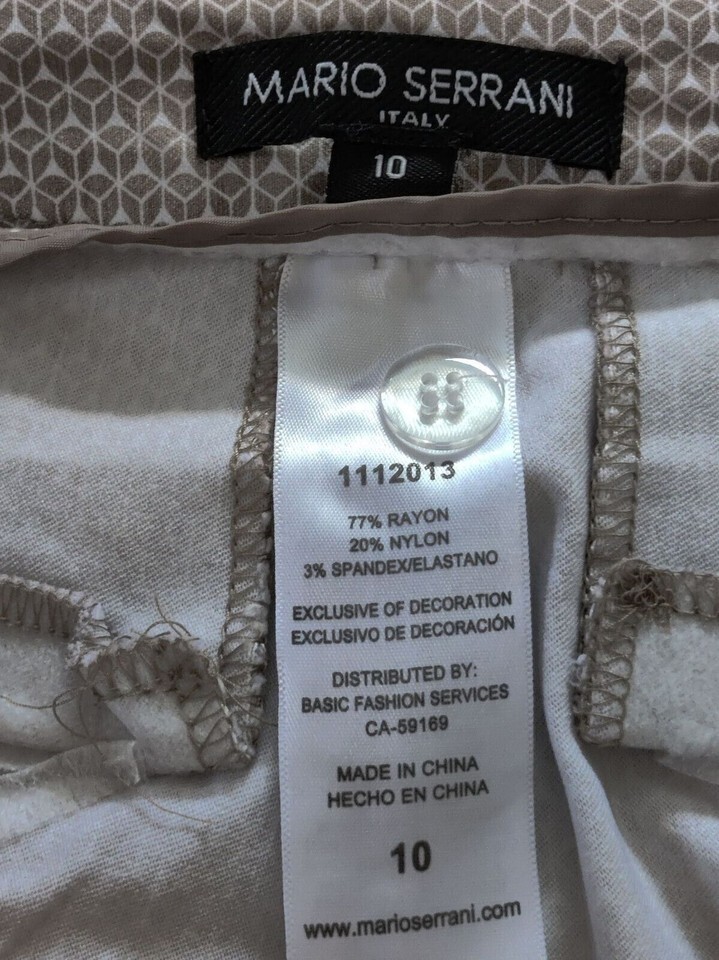 MARIO SERRANI
ITALY
10
1112013
77% RAYON
20% NYLON
3% SPANDEX/ELASTANO
EXCLUSIVE OF DECORATION
EXCLUSIVO DE DECORACIÓN
DISTRIBUTED BY:
BASIC FASHION SERVICES
CA-59169
MADE IN CHINA
HECHO EN CHINA
10
www.marioserrani.com